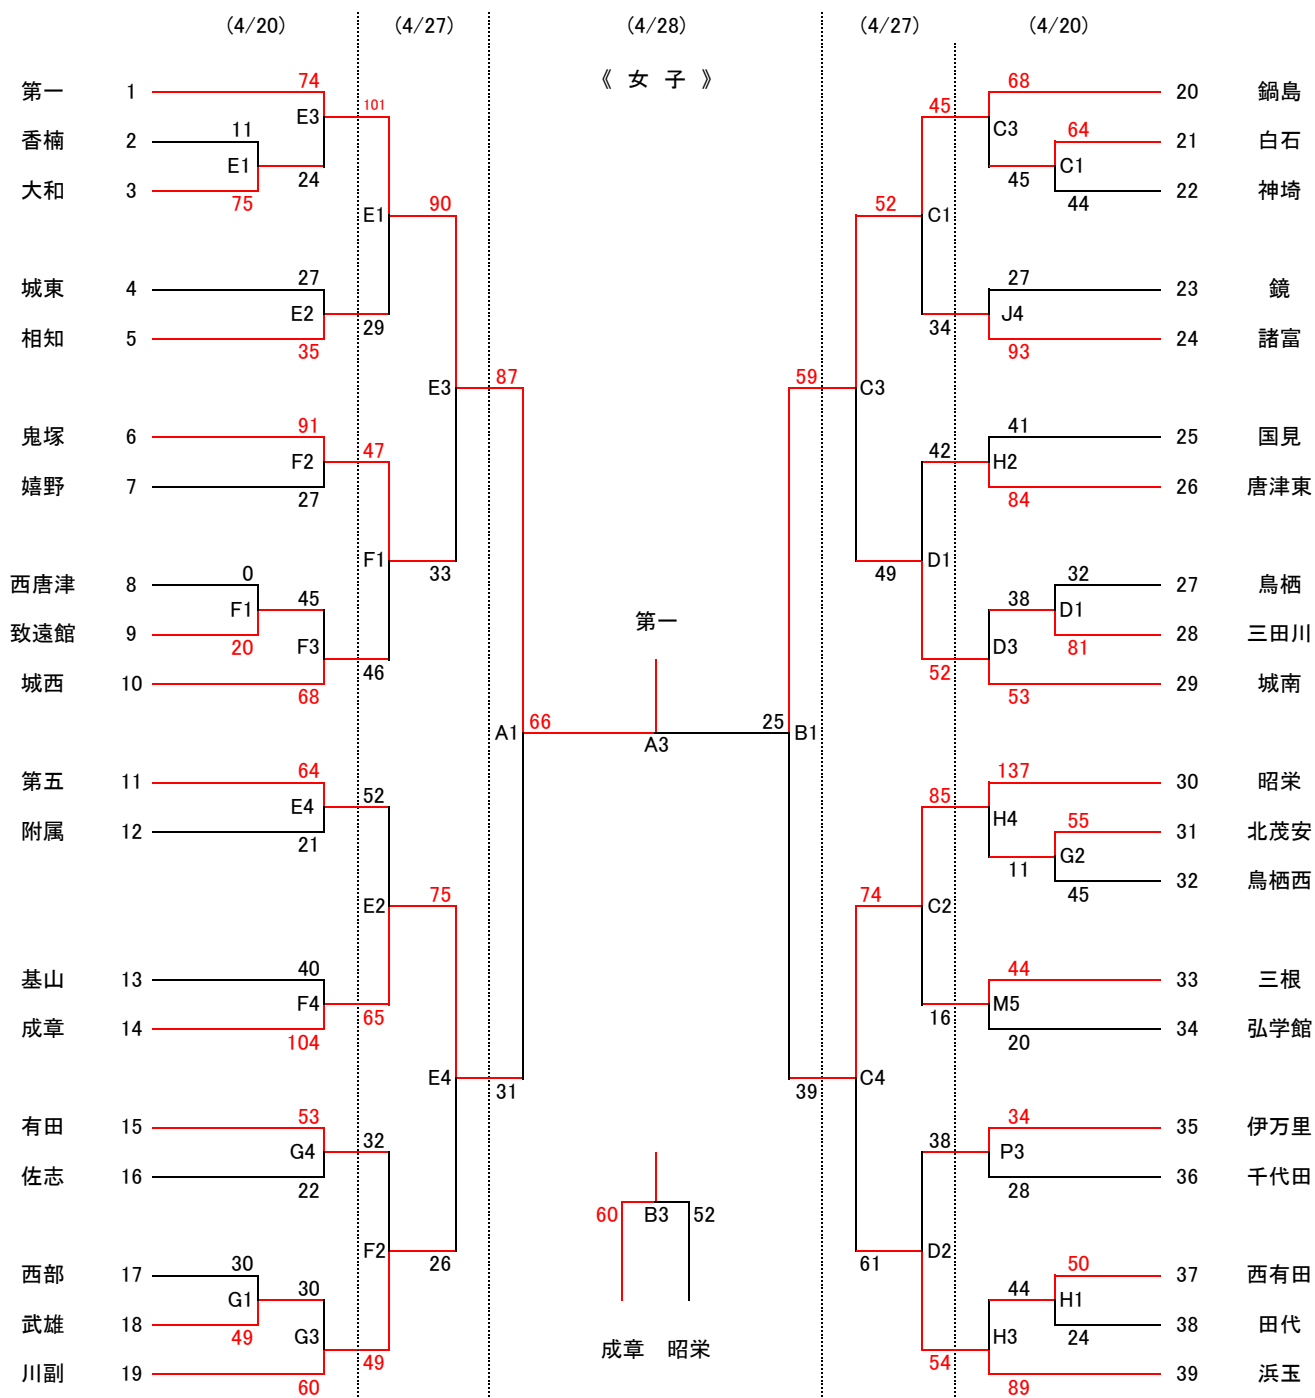 (4/20) (4/27) (4/28) (4/27) (4/20)
《 女 子 》
第一 1 74 101 45 68 20 鍋島
E3 C3
香楠 2 11 64 21 白石
E1 C1
大和 3 75 24 45 44 22 神埼
90 52
E1 C1
城東 4 27 27 23 鏡
E2 29 34 J4
相知 5 35 93 24 諸富
87 59
E3 C3
鬼塚 6 91 47 42 41 25 国見
F2 H2
嬉野 7 27 84 26 唐津東
F1 D1
33 49
西唐津 8 0 45 38 32 27 鳥栖
F1 D1
第一
致遠館 9 20 F3 D3 81 28 三田川
城西 10 68 46 52 53 29 城南
66 25
A1 B1
A3
第五 11 64 52 85 137 30 昭栄
E4 H4
附属 12 21 55 31 北茂安
G2
11 45 32 鳥栖西
75 74
E2 C2
基山 13 40 44 33 三根
F4 65 16 M5
成章 14 104 20 34 弘学館
E4 C4
31 39
有田 15 53 32 38 34 35 伊万里
G4 P3
佐志 16 22 28 36 千代田
60 B3 52
F2 D2
26 61
西部 17 30 30 44 50 37 西有田
G1 H1
武雄 18 49 G3 H3 24 38 田代
成章 昭栄
川副 19 60 49 54 89 39 浜玉